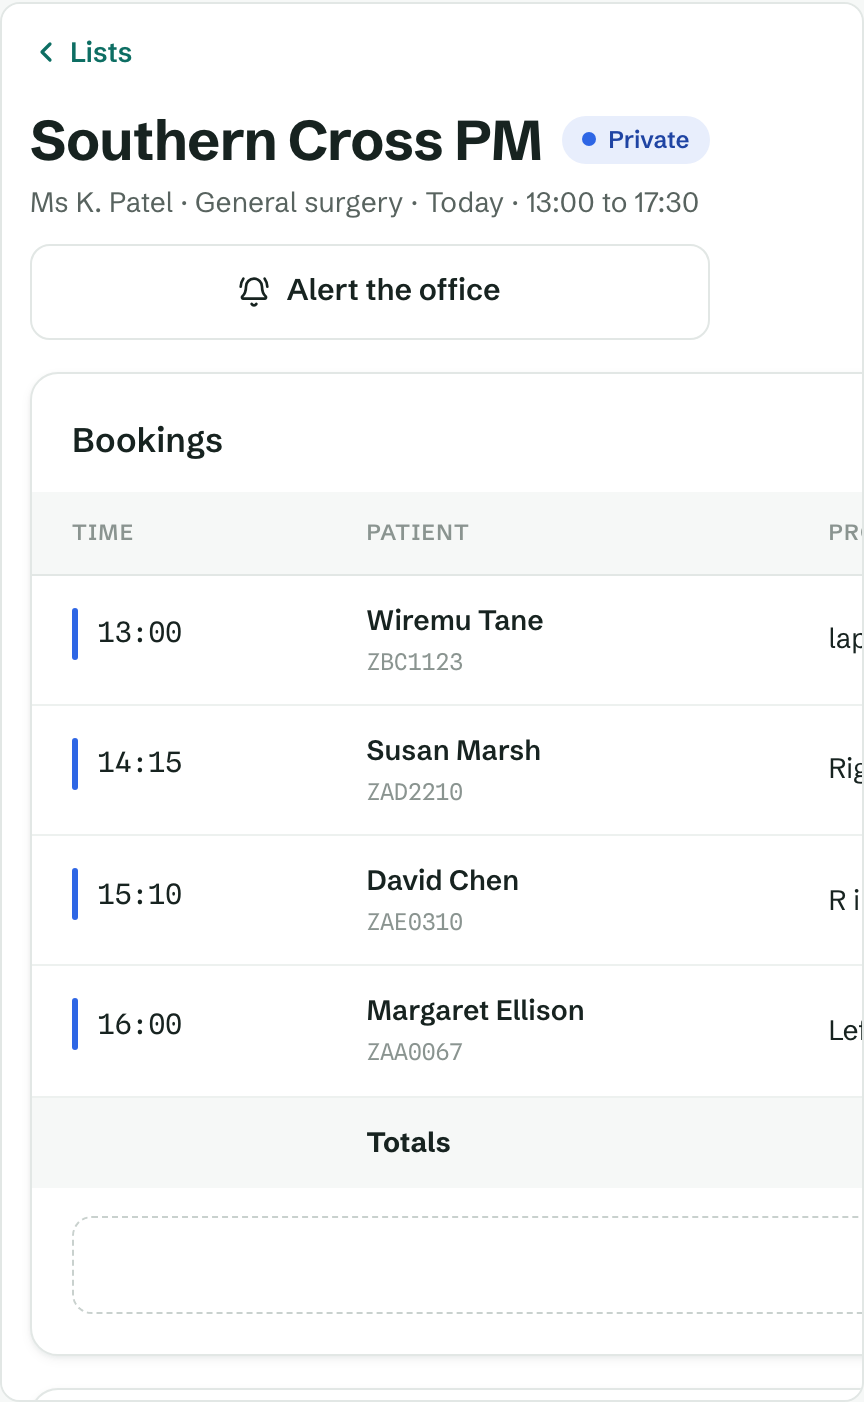 Lists
Southern Cross PM
Private
Ms K. Patel · General surgery · Today · 13:00 to 17:30
Alert the office
Bookings
TIME PATIENT
13:00 Wiremu Tane
ZBC1123
14:15 Susan Marsh
ZAD2210
15:10 David Chen
ZAE0310
16:00 Margaret Ellison
ZAA0067
Totals